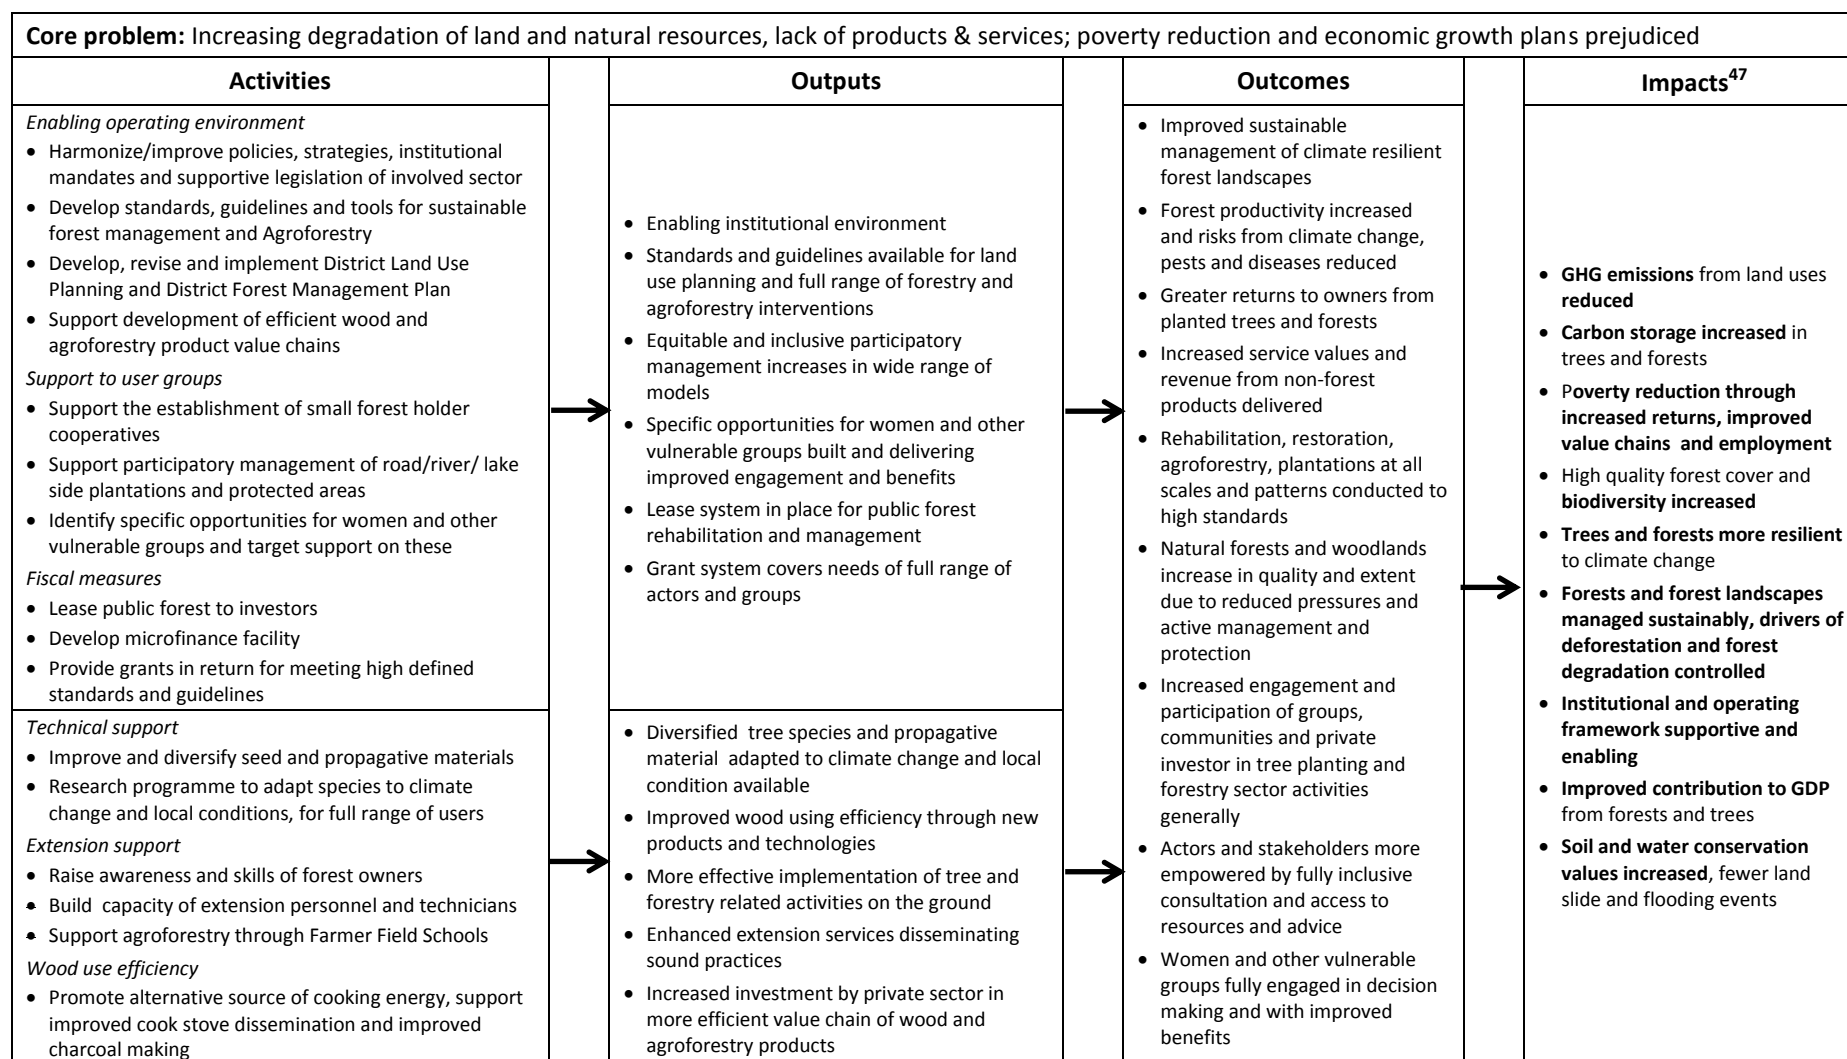 Core problem: Increasing degradation of land and natural resources, lack of products & services; poverty reduction and economic growth plans prejudiced
Activities
Enabling operating environment
• Harmonize/improve policies, strategies, institutional
mandates and supportive legislation of involved sector
• Develop standards, guidelines and tools for sustainable
forest management and Agroforestry
• Develop, revise and implement District Land Use
Planning and District Forest Management Plan
• Support development of efficient wood and
agroforestry product value chains
Support to user groups
• Support the establishment of small forest holder
cooperatives
• Support participatory management of road/river/ lake
side plantations and protected areas
• Identify specific opportunities for women and other
vulnerable groups and target support on these
Fiscal measures
• Lease public forest to investors
• Develop microfinance facility
• Provide grants in return for meeting high defined
standards and guidelines
Technical support
• Improve and diversify seed and propagative materials
• Research programme to adapt species to climate
change and local conditions, for full range of users
Extension support
• Raise awareness and skills of forest owners
• Build capacity of extension personnel and technicians
• Support agroforestry through Farmer Field Schools
Wood use efficiency
• Promote alternative source of cooking energy, support
improved cook stove dissemination and improved
charcoal making
Outputs
• Enabling institutional environment
• Standards and guidelines available for land
use planning and full range of forestry and
agroforestry interventions
• Equitable and inclusive participatory
management increases in wide range of
models
• Specific opportunities for women and other
vulnerable groups built and delivering
improved engagement and benefits
• Lease system in place for public forest
rehabilitation and management
• Grant system covers needs of full range of
actors and groups
• Diversified tree species and propagative
material adapted to climate change and local
condition available
• Improved wood using efficiency through new
products and technologies
• More effective implementation of tree and
forestry related activities on the ground
• Enhanced extension services disseminating
sound practices
• Increased investment by private sector in
more efficient value chain of wood and
agroforestry products
Outcomes
• Improved sustainable
management of climate resilient
forest landscapes
• Forest productivity increased
and risks from climate change,
pests and diseases reduced
• Greater returns to owners from
planted trees and forests
• Increased service values and
revenue from non-forest
products delivered
• Rehabilitation, restoration,
agroforestry, plantations at all
scales and patterns conducted to
high standards
• Natural forests and woodlands
increase in quality and extent
due to reduced pressures and
active management and
protection
• Increased engagement and
participation of groups,
communities and private
investor in tree planting and
forestry sector activities
generally
• Actors and stakeholders more
empowered by fully inclusive
consultation and access to
resources and advice
• Women and other vulnerable
groups fully engaged in decision
making and with improved
benefits
Impacts47
• GHG emissions from land uses
reduced
• Carbon storage increased in
trees and forests
• Poverty reduction through
increased returns, improved
value chains and employment
• High quality forest cover and
biodiversity increased
• Trees and forests more resilient
to climate change
• Forests and forest landscapes
managed sustainably, drivers of
deforestation and forest
degradation controlled
• Institutional and operating
framework supportive and
enabling
• Improved contribution to GDP
from forests and trees
• Soil and water conservation
values increased, fewer land
slide and flooding events